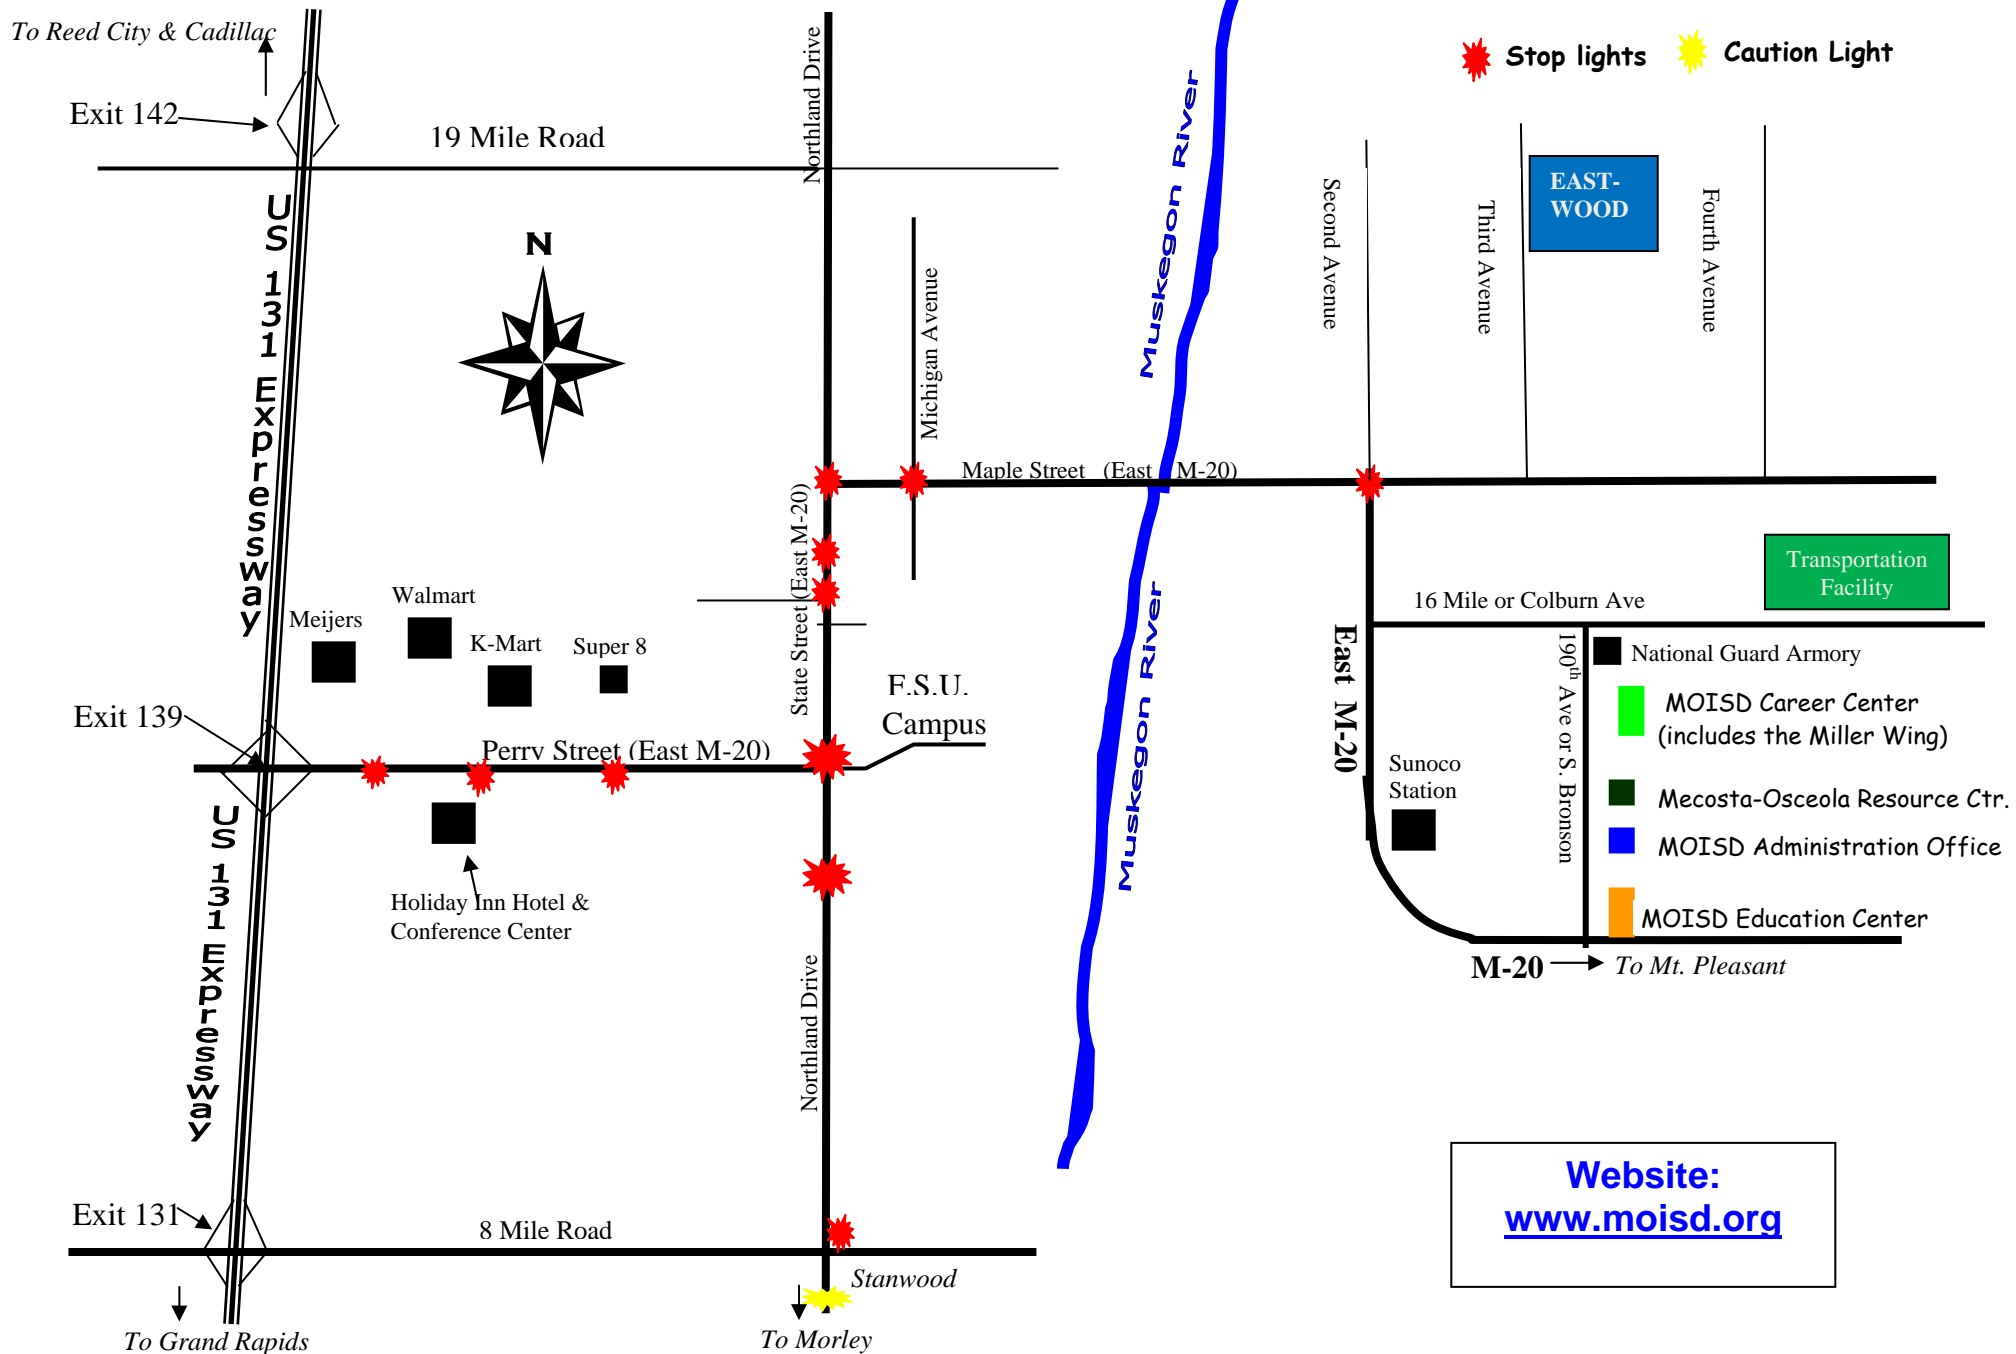 To Reed City & Cadillac
Stop lights
Caution Light
Exit 142
19 Mile Road
Northland Drive
Muskegon River
Second Avenue
Third Avenue
EAST-
WOOD
Fourth Avenue
US 131 Expressway
N
Michigan Avenue
Maple Street (East M-20)
State Street (East M-20)
Transportation
Facility
16 Mile or Colburn Ave
Meijers
Walmart
K-Mart
Super 8
F.S.U.
Campus
Muskegon River
East M-20
190th Ave or S. Bronson
National Guard Armory
MOISD Career Center
(includes the Miller Wing)
Exit 139
Perry Street (East M-20)
Sunoco
Station
Mecosta-Osceola Resource Ctr.
MOISD Administration Office
US 131 Expressway
Holiday Inn Hotel &
Conference Center
MOISD Education Center
M-20
To Mt. Pleasant
Northland Drive
Website:
www.moisd.org
Exit 131
8 Mile Road
Stanwood
To Grand Rapids
To Morley